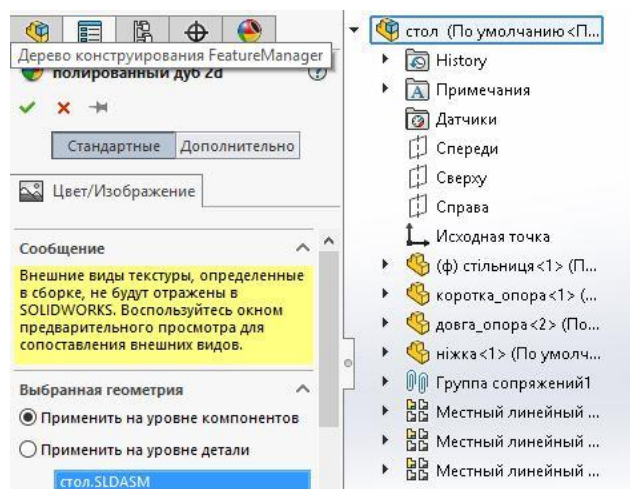 Дерево конструирования FeatureManager
полированный дуб 2d
Стандартные
Дополнительно
Цвет/Изображение
Сообщение
Внешние виды текстуры, определенные
в сборке, не будут отражены в
SOLIDWORKS. Воспользуйтесь окном
предварительного просмотра для
сопоставления внешних видов.
Выбранная геометрия
Применить на уровне компонентов
Применить на уровне детали
стол.SLDASM
стол (По умолчанию<П...
History
Примечания
Датчики
Спереди
Сверху
Справа
Исходная точка
(ф) стільниця<1> (П...
коротка_опора<1> (...
довга_опора<2> (По...
ніжка<1> (По умолч...
Группа сопряжений1
Местный линейный ...
Местный линейный ...
Местный линейный ...